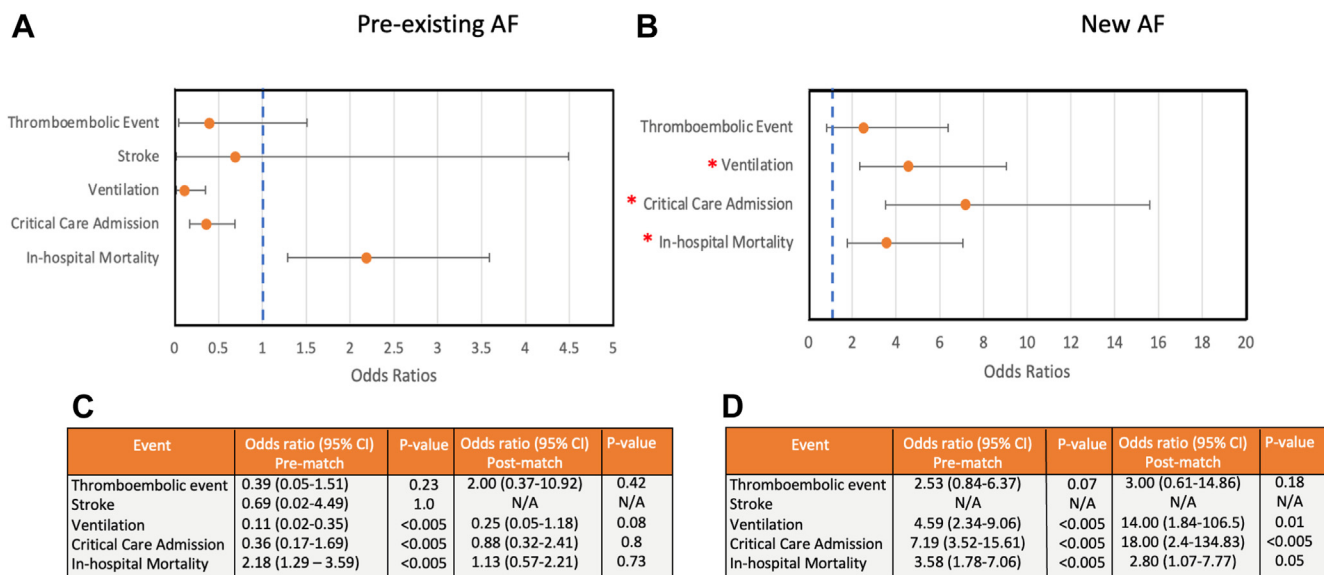 A
Pre-existing AF
Thromboembolic Event
Stroke
Ventilation
Critical Care Admission
In-hospital Mortality
0 0.5 1 1.5 2 2.5 3 3.5 4 4.5 5
Odds Ratios
B
New AF
Thromboembolic Event
* Ventilation
* Critical Care Admission
* In-hospital Mortality
0 2 4 6 8 10 12 14 16 18 20
Odds Ratios
C
Event Odds ratio (95% CI) P-value Odds ratio (95% CI) P-value
Pre-match Post-match
Thromboembolic event 0.39 (0.05-1.51) 0.23 2.00 (0.37-10.92) 0.42
Stroke 0.69 (0.02-4.49) 1.0 N/A N/A
Ventilation 0.11 (0.02-0.35) <0.005 0.25 (0.05-1.18) 0.08
Critical Care Admission 0.36 (0.17-1.69) <0.005 0.88 (0.32-2.41) 0.8
In-hospital Mortality 2.18 (1.29 – 3.59) <0.005 1.13 (0.57-2.21) 0.73
D
Event Odds ratio (95% CI) P-value Odds ratio (95% CI) P-value
Pre-match Post-match
Thromboembolic event 2.53 (0.84-6.37) 0.07 3.00 (0.61-14.86) 0.18
Stroke N/A N/A N/A N/A
Ventilation 4.59 (2.34-9.06) <0.005 14.00 (1.84-106.5) 0.01
Critical Care Admission 7.19 (3.52-15.61) <0.005 18.00 (2.4-134.83) <0.005
In-hospital Mortality 3.58 (1.78-7.06) <0.005 2.80 (1.07-7.77) 0.05